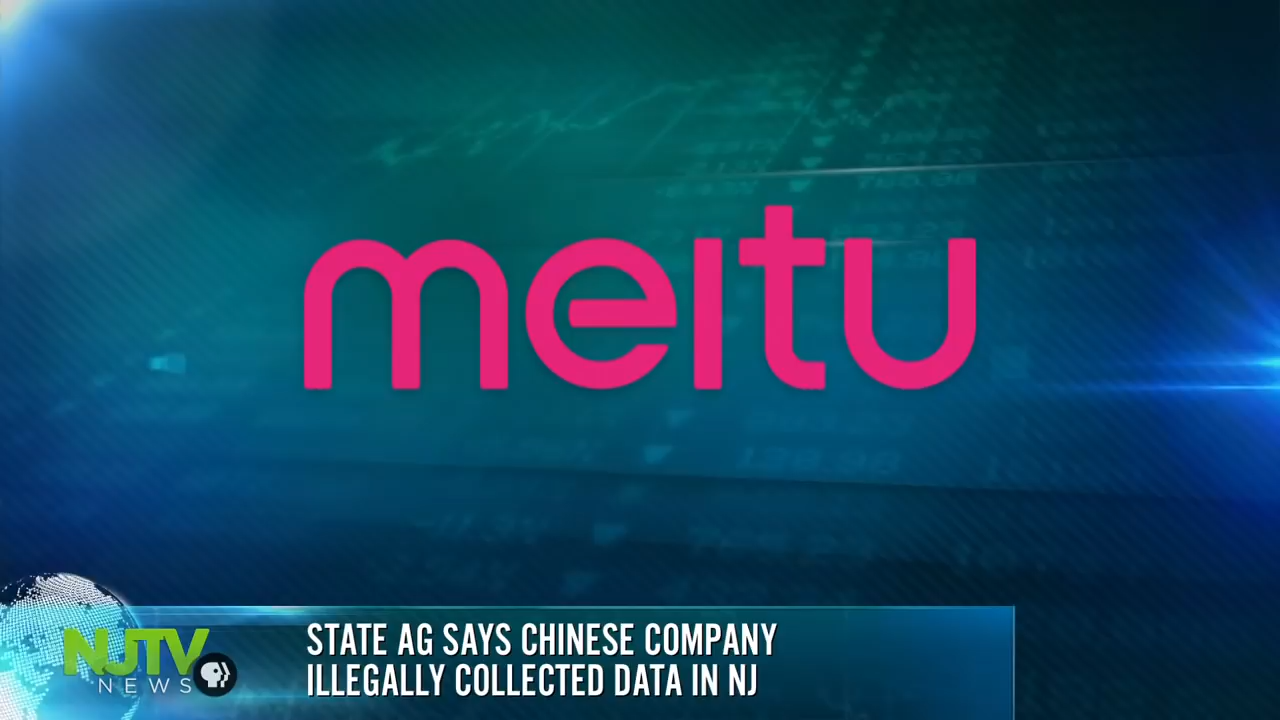 meitu
STATE AG SAYS CHINESE COMPANY
ILLEGALLY COLLECTED DATA IN NJ
NJTV
NEWS